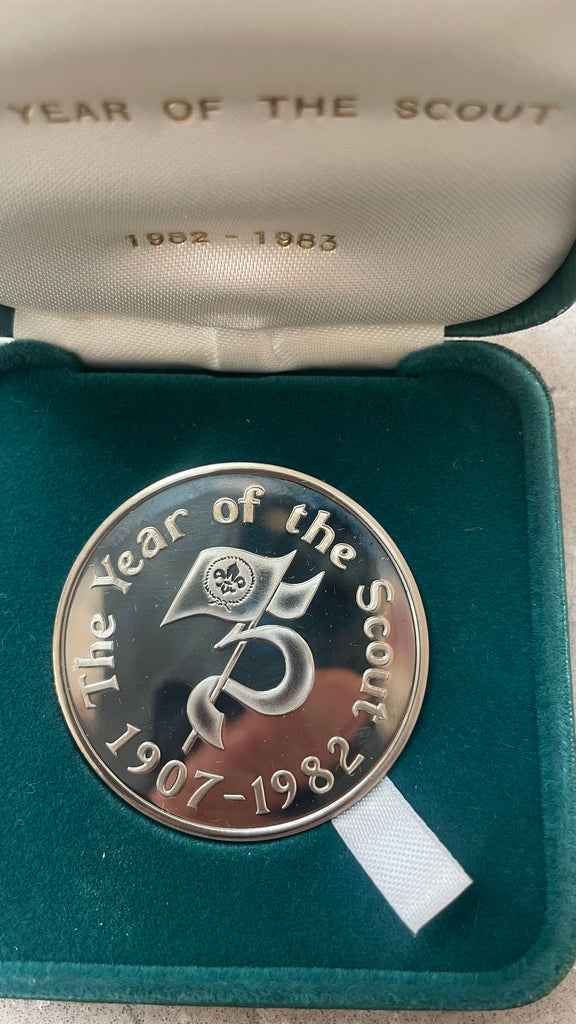 YEAR OF THE SCOUT
1982 - 1983
The Year of the Scout
1907-1982